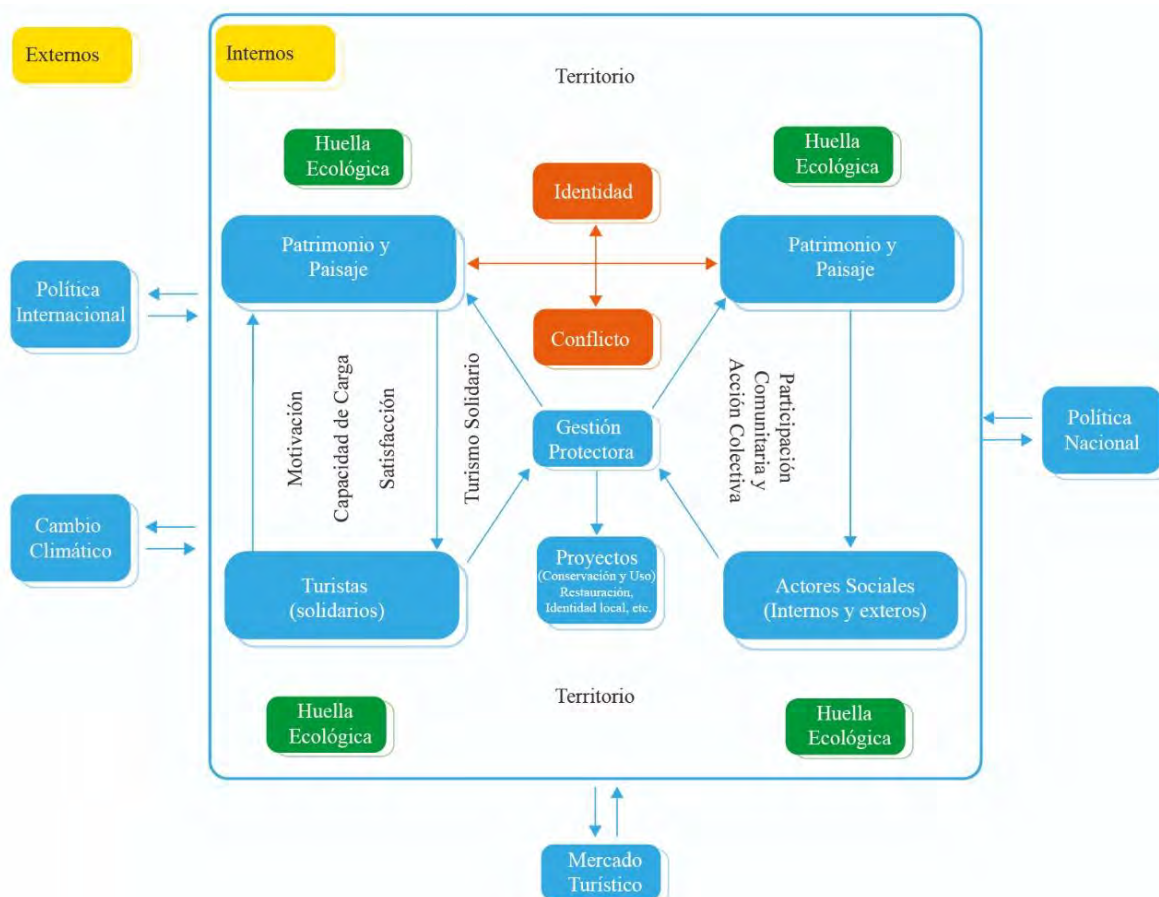 Externos
Internos
Territorio
Huella
Ecológica
Huella
Ecológica
Identidad
Patrimonio y
Paisaje
Patrimonio y
Paisaje
Política
Internacional
Conflicto
Motivación
Capacidad de Carga
Satisfacción
Turismo Solidario
Gestión
Protectora
Participación
Comunitaria y
Acción Colectiva
Política
Nacional
Cambio
Climático
Turistas
(solidarios)
Proyectos
(Conservación y Uso)
Restauración,
Identidad local, etc.
Actores Sociales
(Internos y exteros)
Territorio
Huella
Ecológica
Huella
Ecológica
Mercado
Turístico